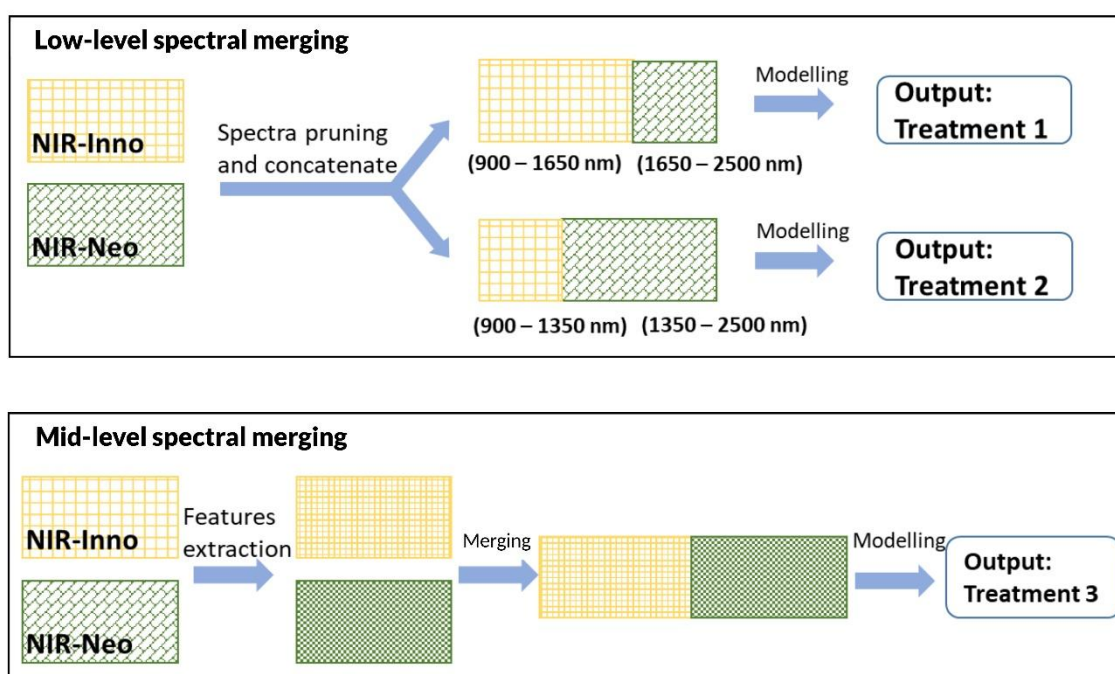 Low-level spectral merging
NIR-Inno
NIR-Neo
Spectra pruning
and concatenate
(900 – 1650 nm) (1650 – 2500 nm)
Modelling
Output:
Treatment 1
(900 – 1350 nm) (1350 – 2500 nm)
Modelling
Output:
Treatment 2
Mid-level spectral merging
NIR-Inno
NIR-Neo
Features
extraction
Merging
Modelling
Output:
Treatment 3